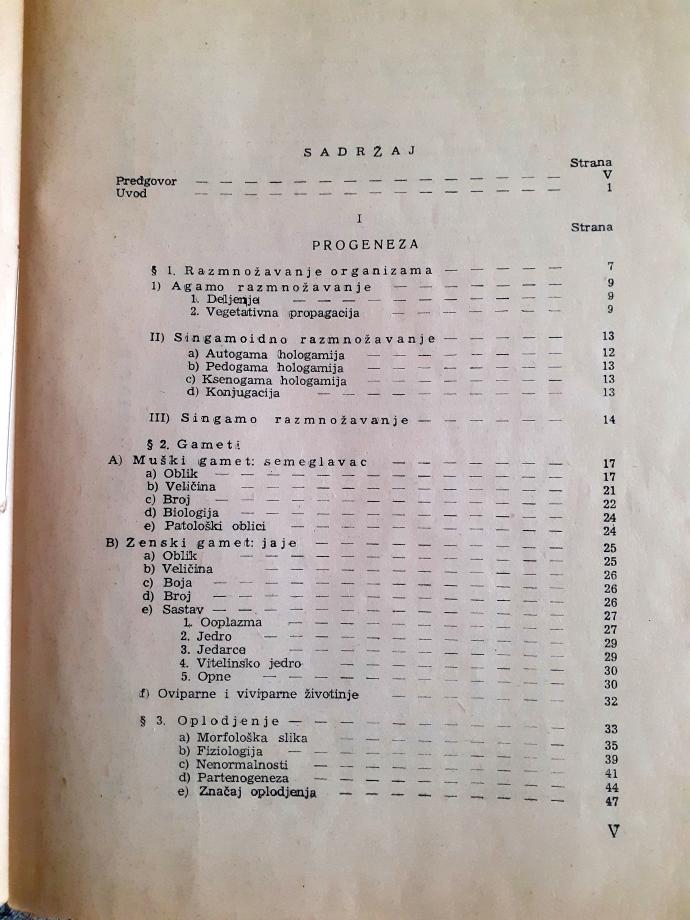 SADRŽAJ
Strana
Predgovor — — — — — — — — — — — — — V
Uvod — — — — — — — — — — — — — 1
I
Strana
PROGENEZA
§ 1. Razmnožavanje organizama — — — — — 7
1) Agamo razmnožavanje — — — — — — — 9
1. Deljenje — — — — — — — — — — 9
2. Vegetativna propagacija — — — — — — — 9
II) Singamoidno razmnožavanje — — — — — 13
a) Autogama hologamija — — — — — — — 12
b) Pedogama hologamija — — — — — — — 13
c) Ksenogama hologamija — — — — — — — 13
d) Konjugacija — — — — — — — — — 13
III) Singamo razmnožavanje — — — — — — 14
§ 2. Gameti
A) Muški gamet: semeglavac — — — — — — — 17
a) Oblik — — — — — — — — — — — — — 17
b) Veličina — — — — — — — — — — — — 21
c) Broj — — — — — — — — — — — — — 22
d) Biologija — — — — — — — — — — — — 24
e) Patološki oblici — — — — — — — — — — 24
B) Zenski gamet: jaje — — — — — — — — — — 25
a) Oblik — — — — — — — — — — — — 25
b) Veličina — — — — — — — — — — — — 26
c) Boja — — — — — — — — — — — — — 26
d) Broj — — — — — — — — — — — — — 26
e) Sastav — — — — — — — — — — — — — 27
1. Ooplazma — — — — — — — — — — 27
2. Jedro — — — — — — — — — — — 29
3. Jedarce — — — — — — — — — — 29
4. Vitelinsko jedro — — — — — — — — 30
5. Opne — — — — — — — — — — — 30
f) Oviparne i viviparne životinje — — — — — — — 32
§ 3. Oplodjenje — — — — — — — — — — — 33
a) Morfološka slika — — — — — — — — 35
b) Fiziologija — — — — — — — — — — 39
c) Nenormalnosti — — — — — — — — — 41
d) Partenogeneza — — — — — — — — — 44
e) Značaj oplodjenja — — — — — — — — 47
V